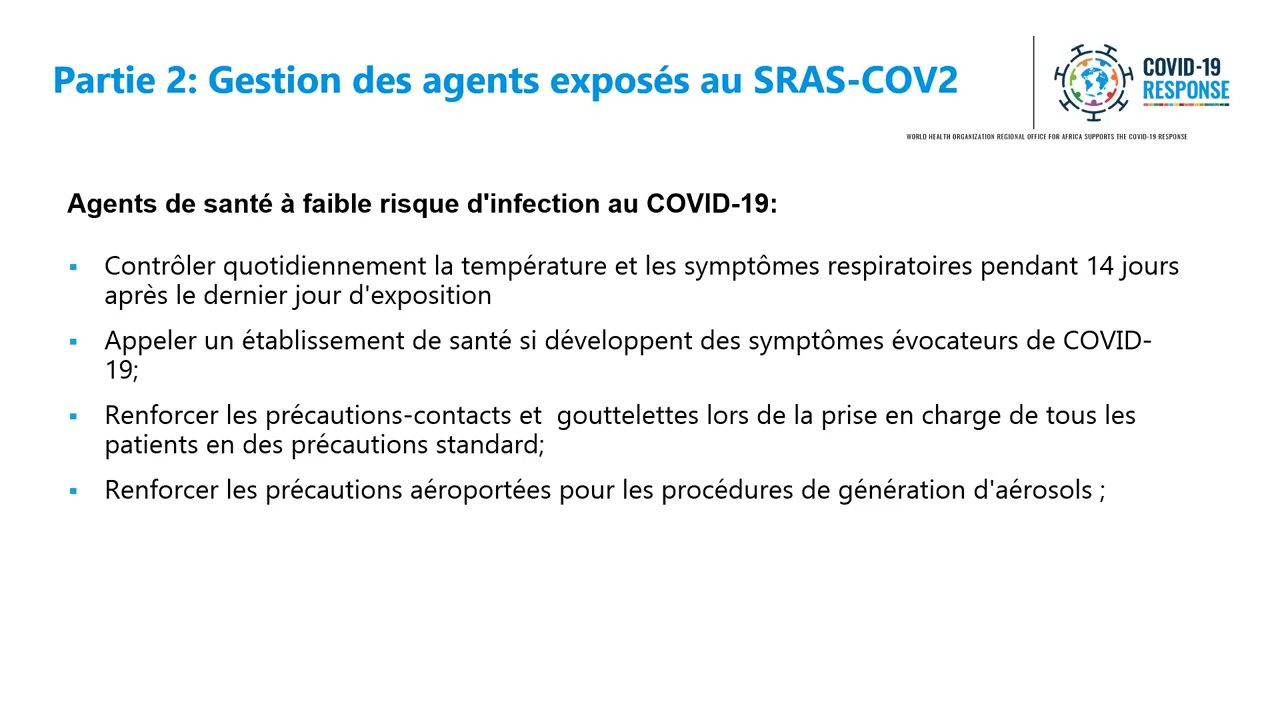 Partie 2: Gestion des agents exposés au SRAS-COV2
COVID-19
RESPONSE
WORLD HEALTH ORGANIZATION REGIONAL OFFICE FOR AFRICA SUPPORTS THE COVID-19 RESPONSE
Agents de santé à faible risque d'infection au COVID-19:
▪ Contrôler quotidiennement la température et les symptômes respiratoires pendant 14 jours
après le dernier jour d'exposition
▪ Appeler un établissement de santé si développent des symptômes évocateurs de COVID-
19;
▪ Renforcer les précautions-contacts et  gouttelettes lors de la prise en charge de tous les
patients en des précautions standard;
▪ Renforcer les précautions aéroportées pour les procédures de génération d'aérosols ;